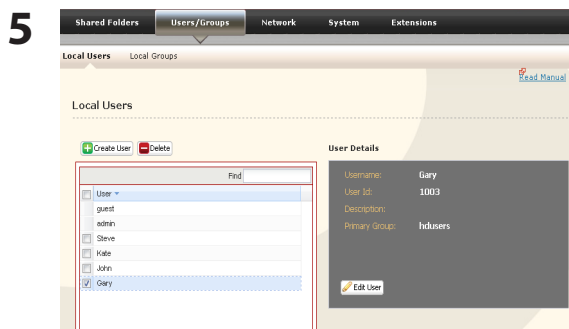 5
Shared Folders Users/Groups Network System Extensions
Local Users Local Groups
Read Manual
Local Users
Create User Delete
User Details
Find
User
guest
admin
Steve
Kate
John
Gary
Username: Gary
User Id: 1003
Description:
Primary Group: hdusers
Edit User